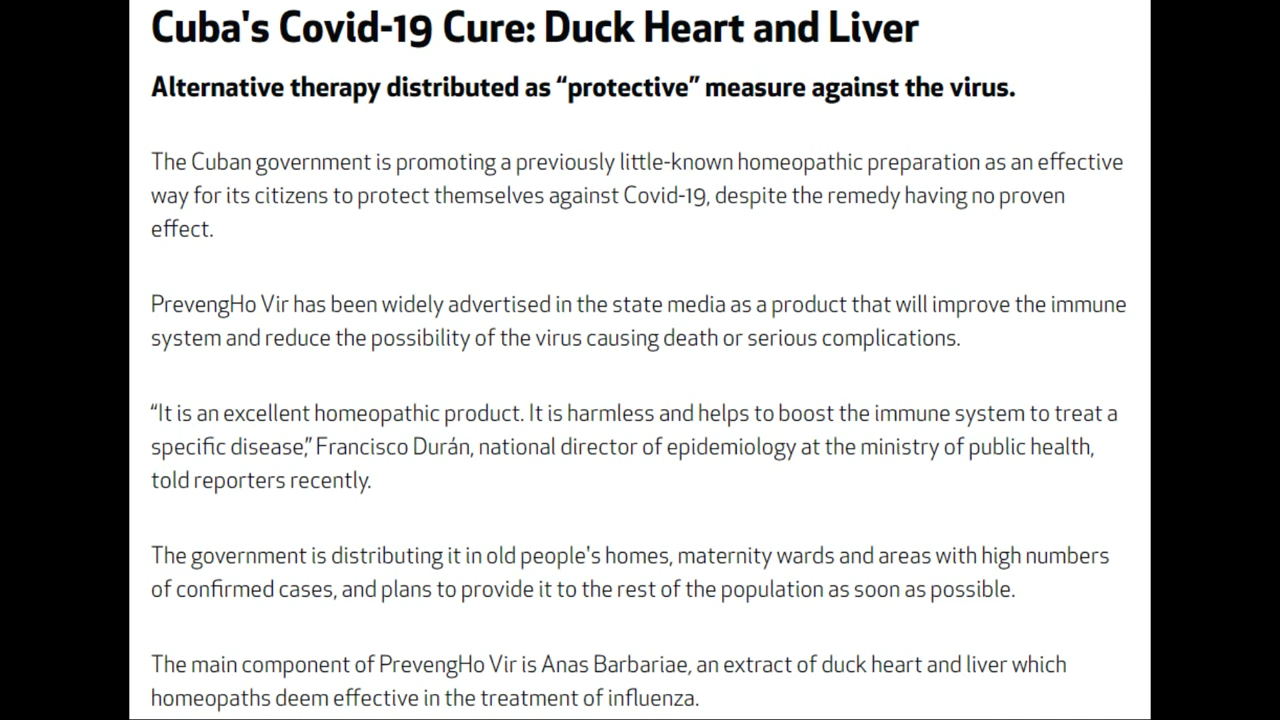 Cuba's Covid-19 Cure: Duck Heart and Liver
Alternative therapy distributed as “protective” measure against the virus.
The Cuban government is promoting a previously little-known homeopathic preparation as an effective
way for its citizens to protect themselves against Covid-19, despite the remedy having no proven
effect.
PrevengHo Vir has been widely advertised in the state media as a product that will improve the immune
system and reduce the possibility of the virus causing death or serious complications.
“It is an excellent homeopathic product. It is harmless and helps to boost the immune system to treat a
specific disease,” Francisco Durán, national director of epidemiology at the ministry of public health,
told reporters recently.
The government is distributing it in old people's homes, maternity wards and areas with high numbers
of confirmed cases, and plans to provide it to the rest of the population as soon as possible.
The main component of PrevengHo Vir is Anas Barbariae, an extract of duck heart and liver which
homeopaths deem effective in the treatment of influenza.